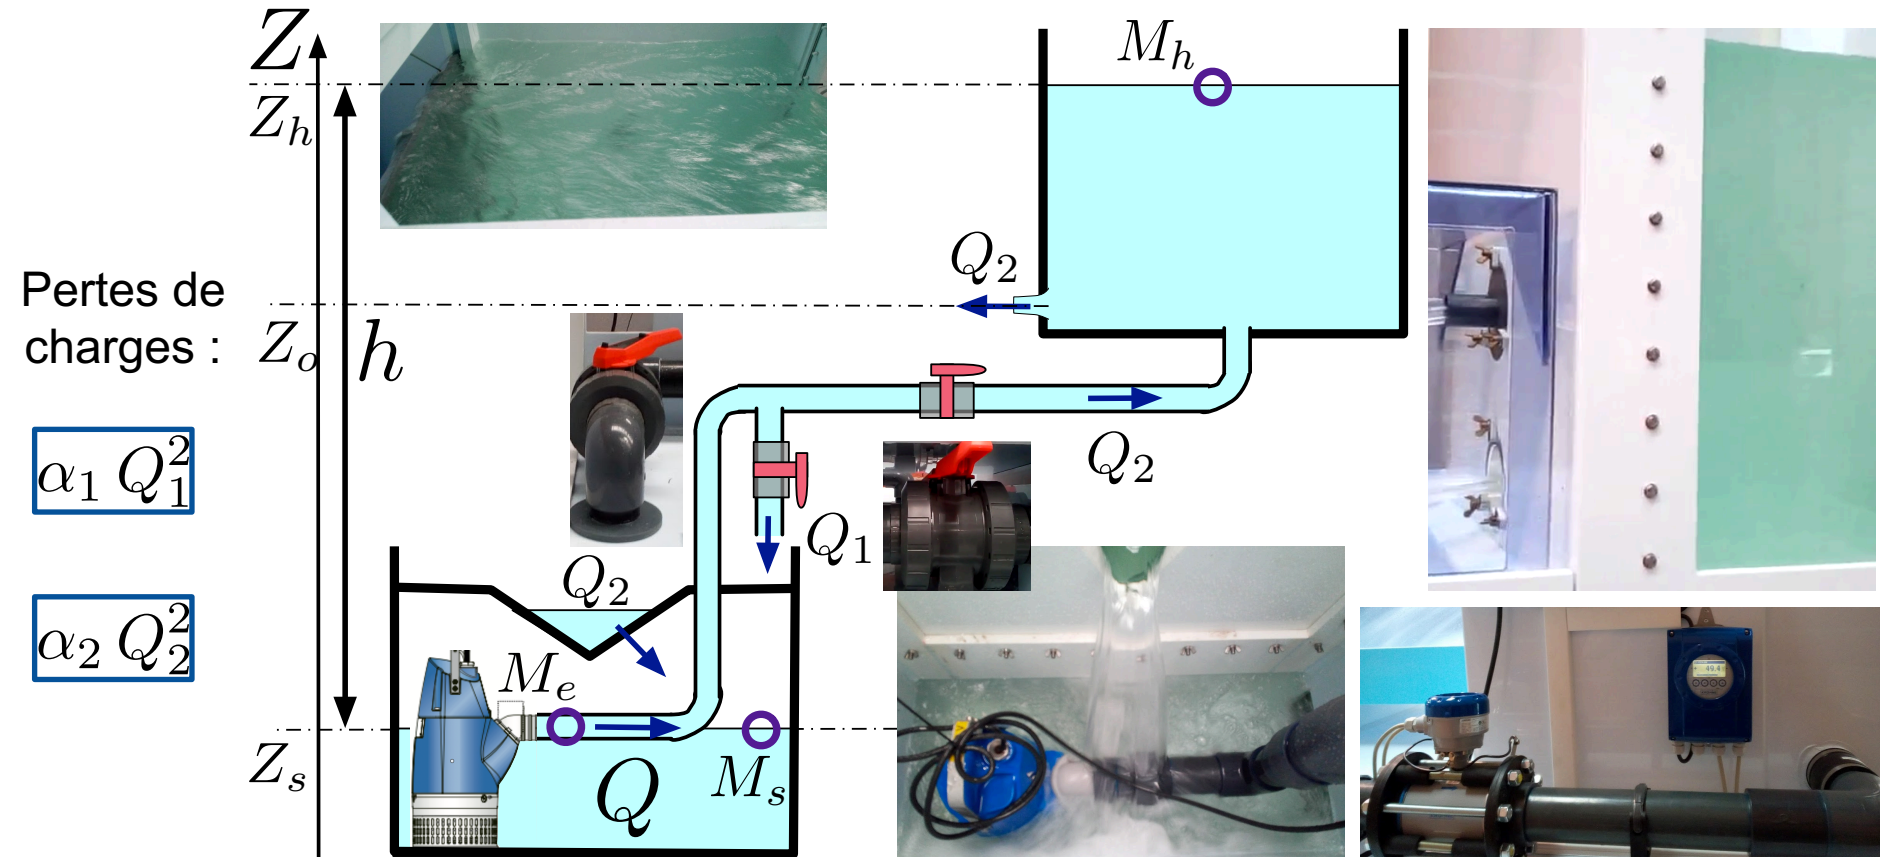 Z
Z_h
M_h
Q_2
Pertes de
charges :
Z_o
h
α_1 Q_1^2
Q_2
Q_1
Q_2
α_2 Q_2^2
M_e
Z_s
Q
M_s